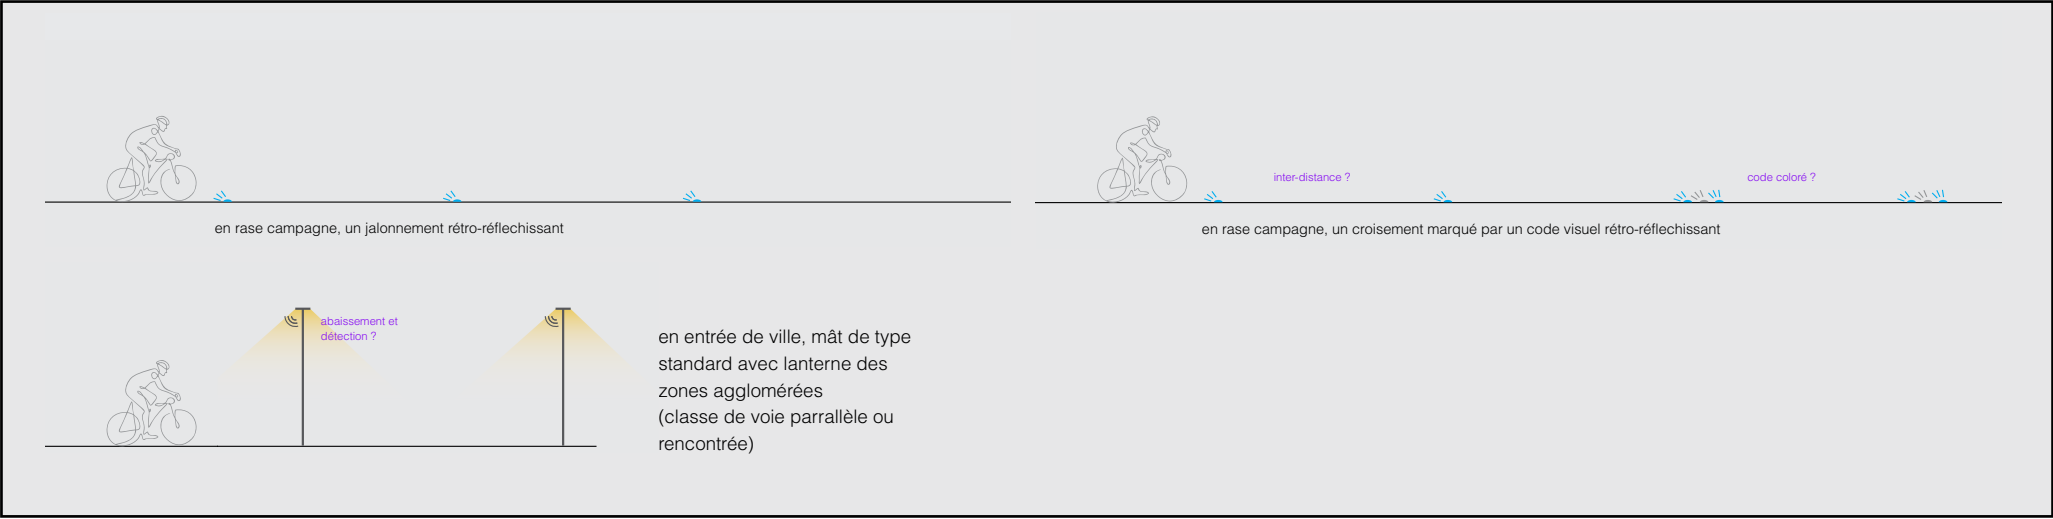 inter-distance ?
code coloré ?
en rase campagne, un jalonnement rétro-réflechissant
en rase campagne, un croisement marqué par un code visuel rétro-réflechissant
abaissement et
détection ?
en entrée de ville, mât de type
standard avec lanterne des
zones agglomérées
(classe de voie parrallèle ou
rencontrée)